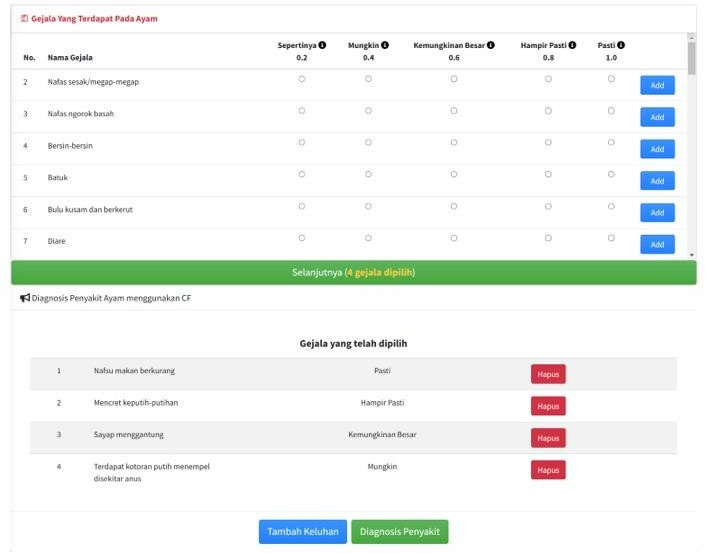 Gejala Yang Terdapat Pada Ayam
No. Nama Gejala Sepertinya 0.2 Mungkin 0.4 Kemungkinan Besar 0.6 Hampir Pasti 0.8 Pasti 1.0
2 Nafas sesak/megap-megap Add
3 Nafas ngorok basah Add
4 Bersin-bersin Add
5 Batuk Add
6 Bulu kusam dan berkerut Add
7 Diare Add
Selanjutnya (4 gejala dipilih)
Diagnosis Penyakit Ayam menggunakan CF
Gejala yang telah dipilih
1 Nafsu makan berkurang Pasti Hapus
2 Mencret keputih-putihan Hampir Pasti Hapus
3 Sayap menggantung Kemungkinan Besar Hapus
4 Terdapat kotoran putih menempel Mungkin Hapus
disekitar anus
Tambah Keluhan Diagnosis Penyakit